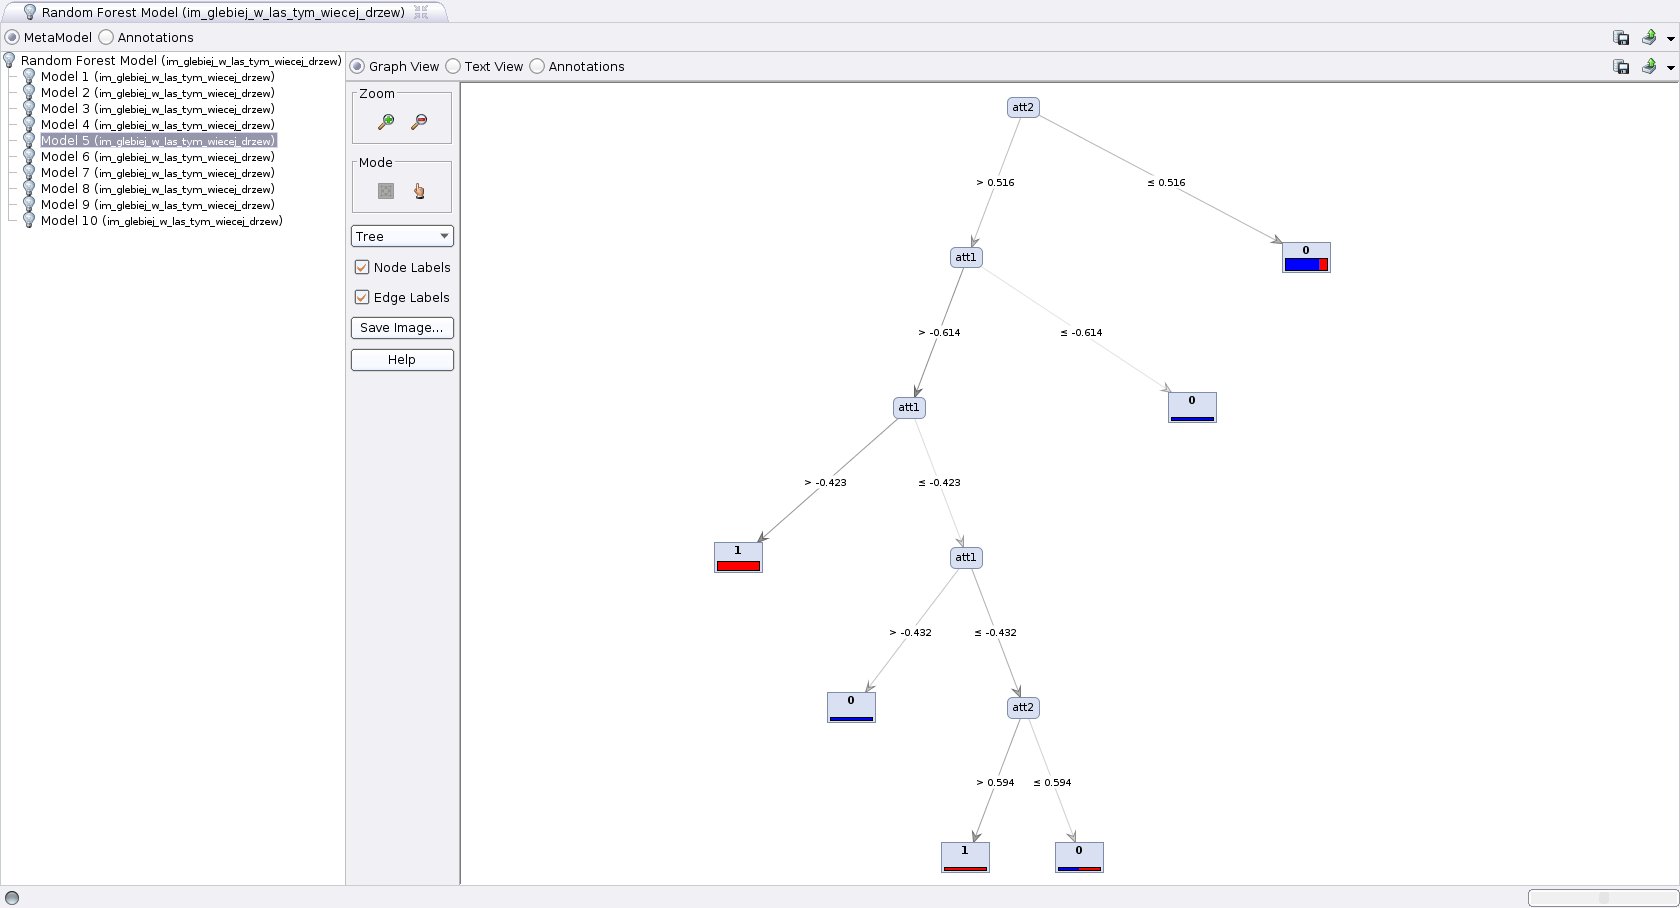 Random Forest Model (im_glebiej_w_las_tym_wiecej_drzew)
MetaModel Annotations
Random Forest Model (im_glebiej_w_las_tym_wiecej_drzew)
Model 1 (im_glebiej_w_las_tym_wiecej_drzew)
Model 2 (im_glebiej_w_las_tym_wiecej_drzew)
Model 3 (im_glebiej_w_las_tym_wiecej_drzew)
Model 4 (im_glebiej_w_las_tym_wiecej_drzew)
Model 5 (im_glebiej_w_las_tym_wiecej_drzew)
Model 6 (im_glebiej_w_las_tym_wiecej_drzew)
Model 7 (im_glebiej_w_las_tym_wiecej_drzew)
Model 8 (im_glebiej_w_las_tym_wiecej_drzew)
Model 9 (im_glebiej_w_las_tym_wiecej_drzew)
Model 10 (im_glebiej_w_las_tym_wiecej_drzew)
Graph View Text View Annotations
Zoom
Mode
Tree
Node Labels
Edge Labels
Save Image...
Help
att2
> 0.516 ≤ 0.516
att1 0
> -0.614 ≤ -0.614
att1 0
> -0.423 ≤ -0.423
1 att1
> -0.432 ≤ -0.432
0 att2
> 0.594 ≤ 0.594
1 0